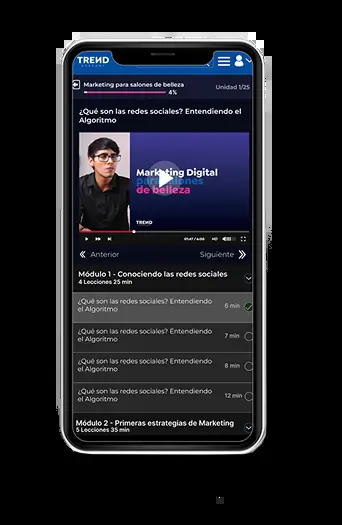 TREND
ACADEMY
Marketing para salones de belleza
4%
Unidad 1/25
¿Qué son las redes sociales? Entendiendo el
Algoritmo
Marketing Digital
para salones
de belleza
TREND
01:47 / 6:00
HD
Anterior
Siguiente
Módulo 1 - Conociendo las redes sociales
4 Lecciones 25 min
¿Qué son las redes sociales? Entendiendo
el Algoritmo
6 min
¿Qué son las redes sociales? Entendiendo
el Algoritmo
7 min
¿Qué son las redes sociales? Entendiendo
el Algoritmo
8 min
¿Qué son las redes sociales? Entendiendo
el Algoritmo
12 min
Módulo 2 - Primeras estrategias de Marketing
5 Lecciones 35 min